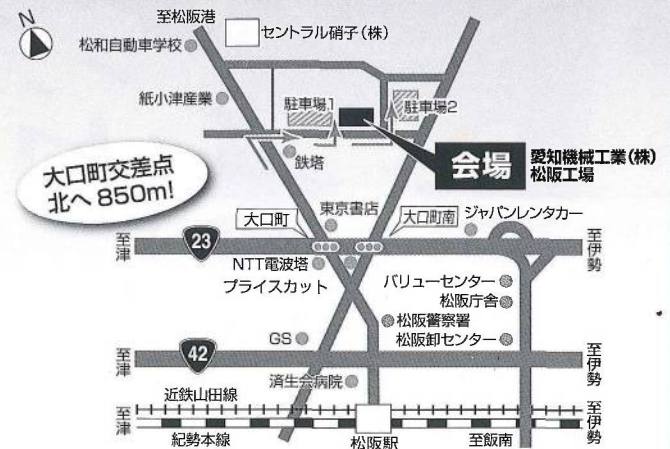 N
至松阪港
セントラル硝子(株)
松和自動車学校
紙小津産業
駐車場1
駐車場2
鉄塔
会場
愛知機械工業(株)
松阪工場
大口町交差点
北へ850m!
東京書店
大口町
大口町南
ジャパンレンタカー
至津
23
至伊勢
NTT電波塔
プライスカット
バリューセンター
松阪庁舎
松阪警察署
松阪卸センター
GS
至津
42
至伊勢
済生会病院
近鉄山田線
至津
至伊勢
紀勢本線
松阪駅
至飯南